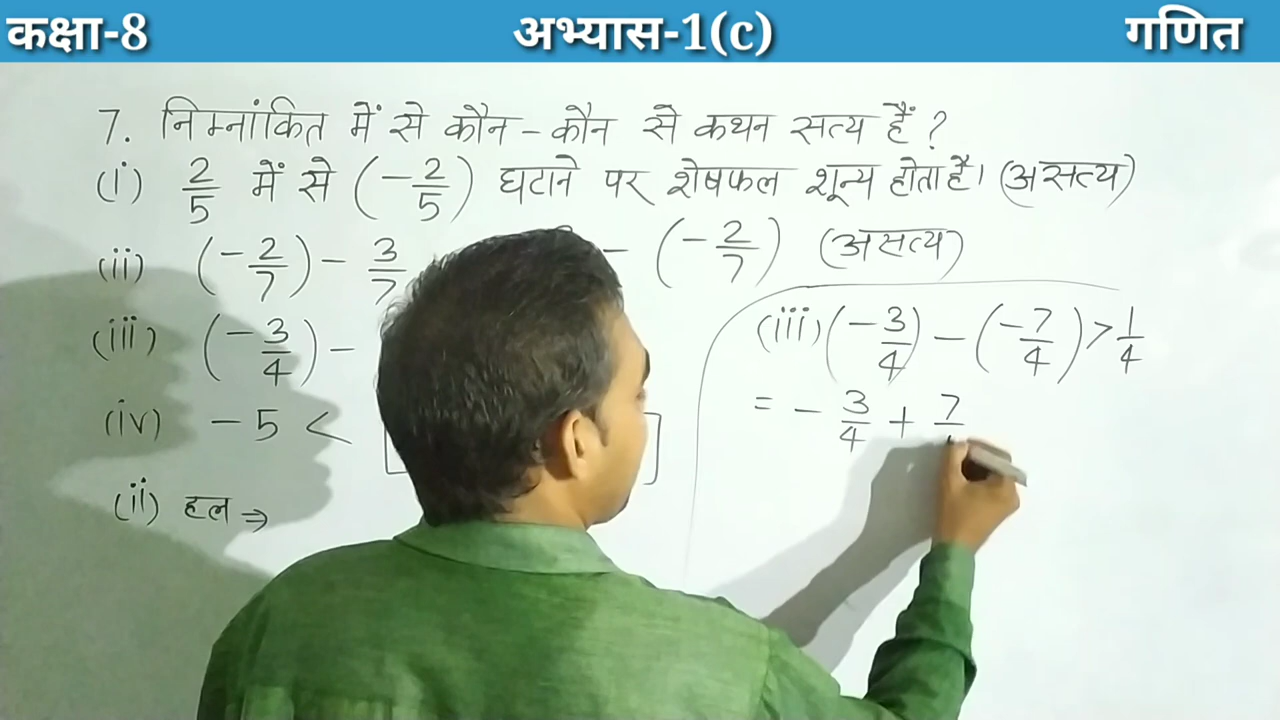 कक्षा-8 अभ्यास-1(c) गणित
7. निम्नांकित में से कौन-कौन से कथन सत्य हैं?
(i) 2/5 में से (-2/5) घटाने पर शेषफल शून्य होता है। (असत्य)
(ii) (-2/7) - 3/7 - (-2/7) (असत्य)
(iii) (-3/4) -
(iv) -5 <
(ii) हल ⇒
(iii) (-3/4) - (-7/4) > 1/4
= -3/4 + 7